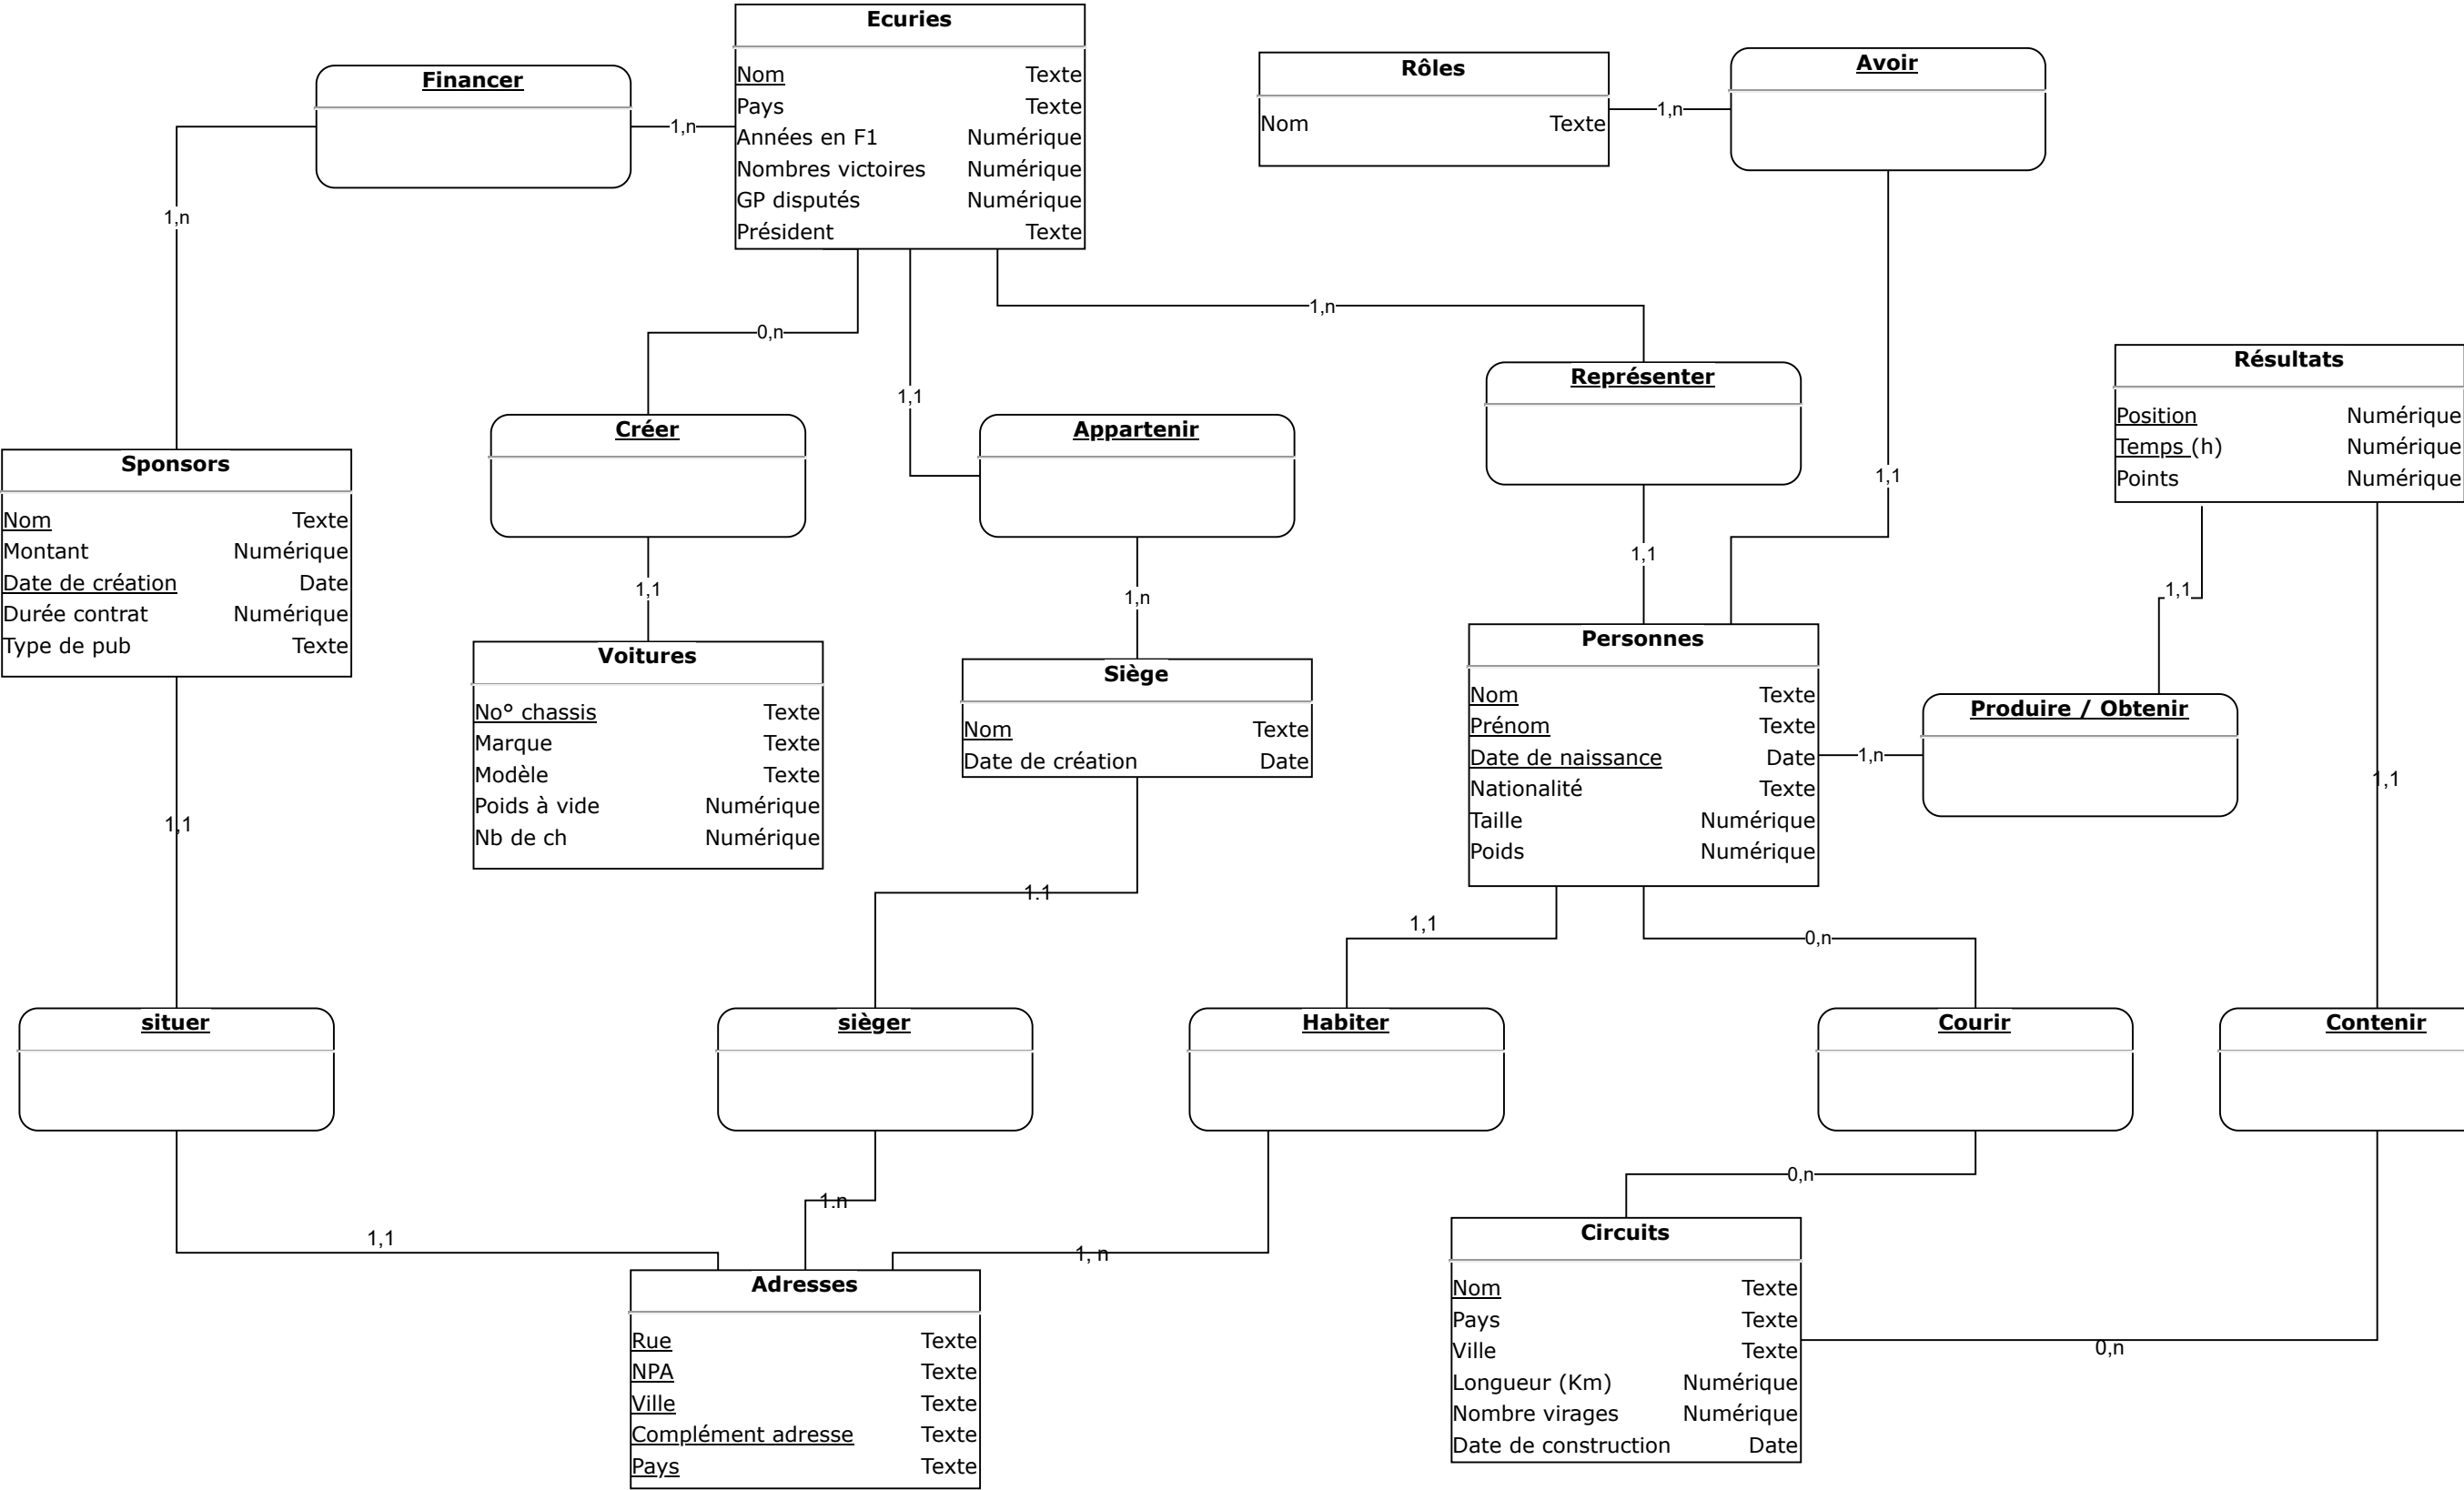 Ecuries
Nom Texte
Pays Texte
Années en F1 Numérique
Nombres victoires Numérique
GP disputés Numérique
Président Texte
Financer
1,n
1,n
Rôles
Nom Texte
1,n
Avoir
1,1
0,n
1,1
1,n
Créer
1,1
Appartenir
1,n
Représenter
1,1
Résultats
Position Numérique
Temps (h) Numérique
Points Numérique
1,1
1,1
Sponsors
Nom Texte
Montant Numérique
Date de création Date
Durée contrat Numérique
Type de pub Texte
1,1
Voitures
No° chassis Texte
Marque Texte
Modèle Texte
Poids à vide Numérique
Nb de ch Numérique
Siège
Nom Texte
Date de création Date
1.1
Personnes
Nom Texte
Prénom Texte
Date de naissance Date
Nationalité Texte
Taille Numérique
Poids Numérique
1,n
Produire / Obtenir
1,1
0,n
situer
sièger
Habiter
Courir
Contenir
1,1
1.n
1, n
0,n
0,n
Adresses
Rue Texte
NPA Texte
Ville Texte
Complément adresse Texte
Pays Texte
Circuits
Nom Texte
Pays Texte
Ville Texte
Longueur (Km) Numérique
Nombre virages Numérique
Date de construction Date